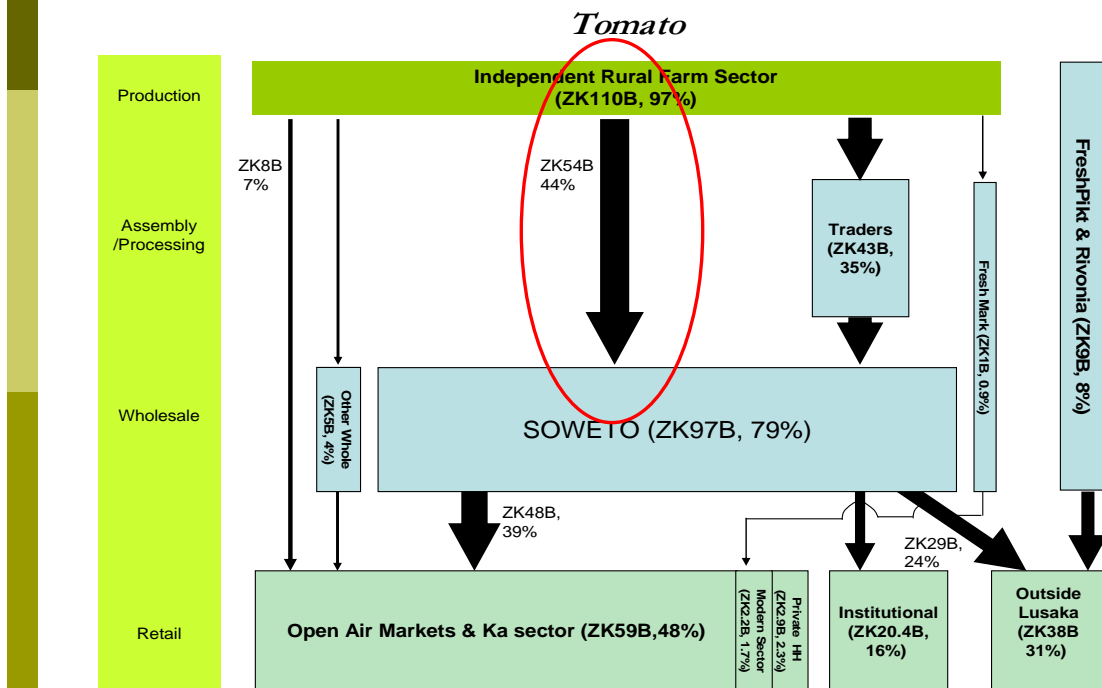 Tomato
Production
Independent Rural Farm Sector
(ZK110B, 97%)
ZK8B
7%
ZK54B
44%
Assembly
/Processing
Traders
(ZK43B,
35%)
Fresh Mark (ZK1B, 0.9%)
FreshPikt & Rivonia (ZK9B, 8%)
Wholesale
Other Whole
(ZK5B, 4%)
SOWETO (ZK97B, 79%)
ZK48B,
39%
ZK29B,
24%
Retail
Open Air Markets & Ka sector (ZK59B,48%)
Modern Sector
(ZK2.2B, 1.7%)
Private HH
(ZK2.9B, 2.3%)
Institutional
(ZK20.4B,
16%)
Outside
Lusaka
(ZK38B
31%)